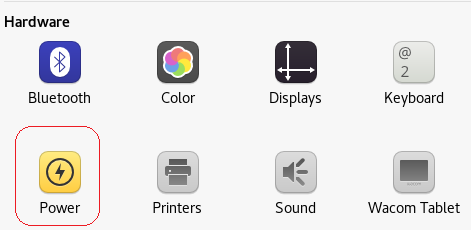 Hardware
@
2
Bluetooth Color Displays Keyboard
Power Printers Sound Wacom Tablet